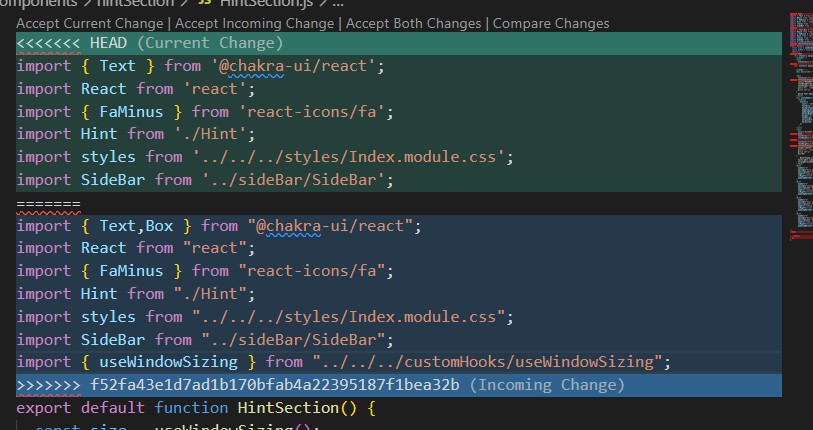 components > hintSection > JS HintSection.js > ...
Accept Current Change | Accept Incoming Change | Accept Both Changes | Compare Changes
<<<<<<< HEAD (Current Change)
import { Text } from '@chakra-ui/react';
import React from 'react';
import { FaMinus } from 'react-icons/fa';
import Hint from './Hint';
import styles from '../../../styles/Index.module.css';
import SideBar from '../sideBar/SideBar';
=======
import { Text,Box } from "@chakra-ui/react";
import React from "react";
import { FaMinus } from "react-icons/fa";
import Hint from "./Hint";
import styles from "../../../styles/Index.module.css";
import SideBar from "../sideBar/SideBar";
import { useWindowSizing } from "../../../customHooks/useWindowSizing";
>>>>>>> f52fa43e1d7ad1b170bfab4a22395187f1bea32b (Incoming Change)
export default function HintSection() {
const size = useWindowSizing();